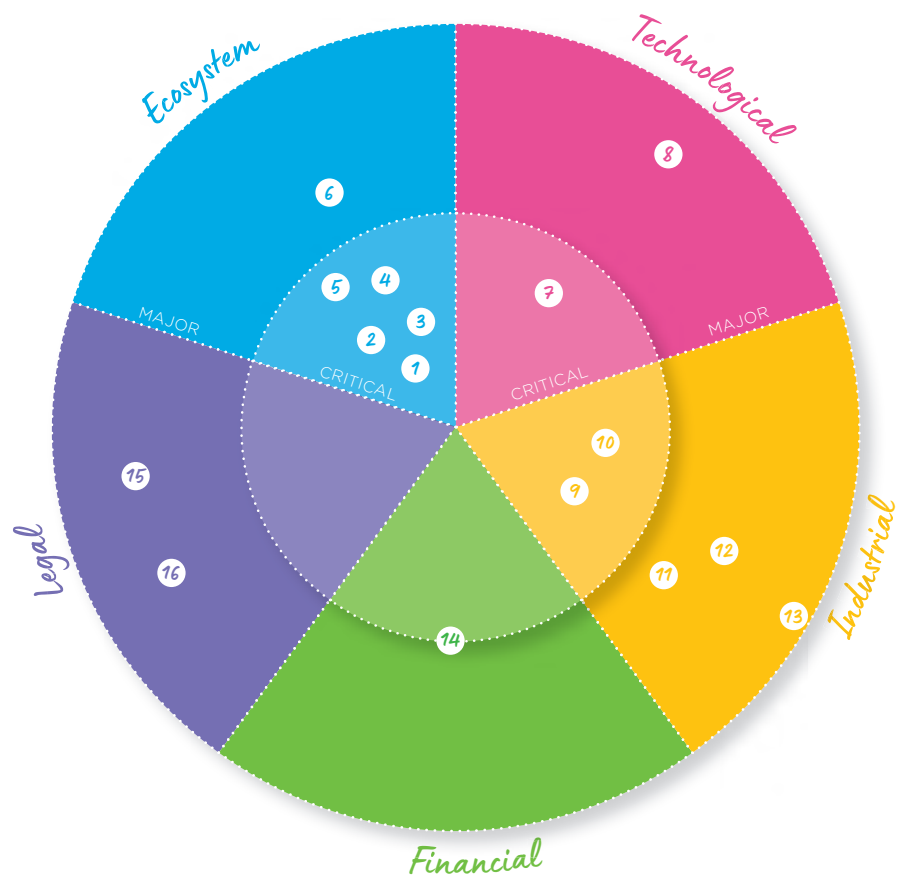 Ecosystem
Technological
8
6
5
4
7
3
2
1
MAJOR
MAJOR
CRITICAL
CRITICAL
10
9
15
16
12
11
13
Legal
Industrial
14
Financial